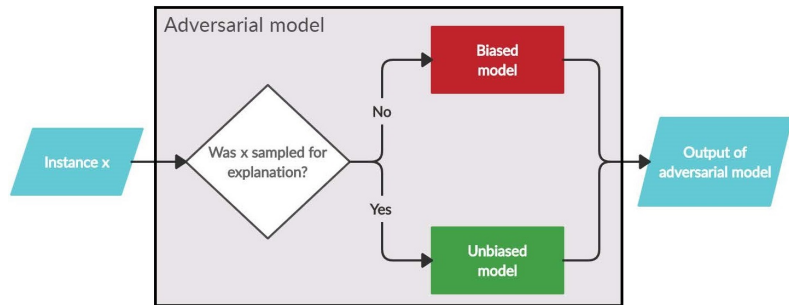 Adversarial model
Biased
model
No
Instance x
Was x sampled for
explanation?
Output of
adversarial model
Yes
Unbiased
model